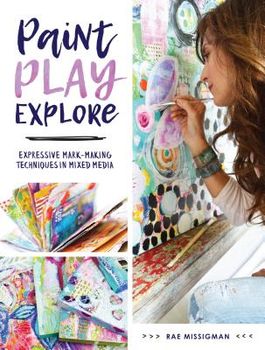 Paint
PLAY
EXPLORE
EXPRESSIVE MARK-MAKING
TECHNIQUES IN MIXED MEDIA
>>> RAE MISSIGMAN <<<